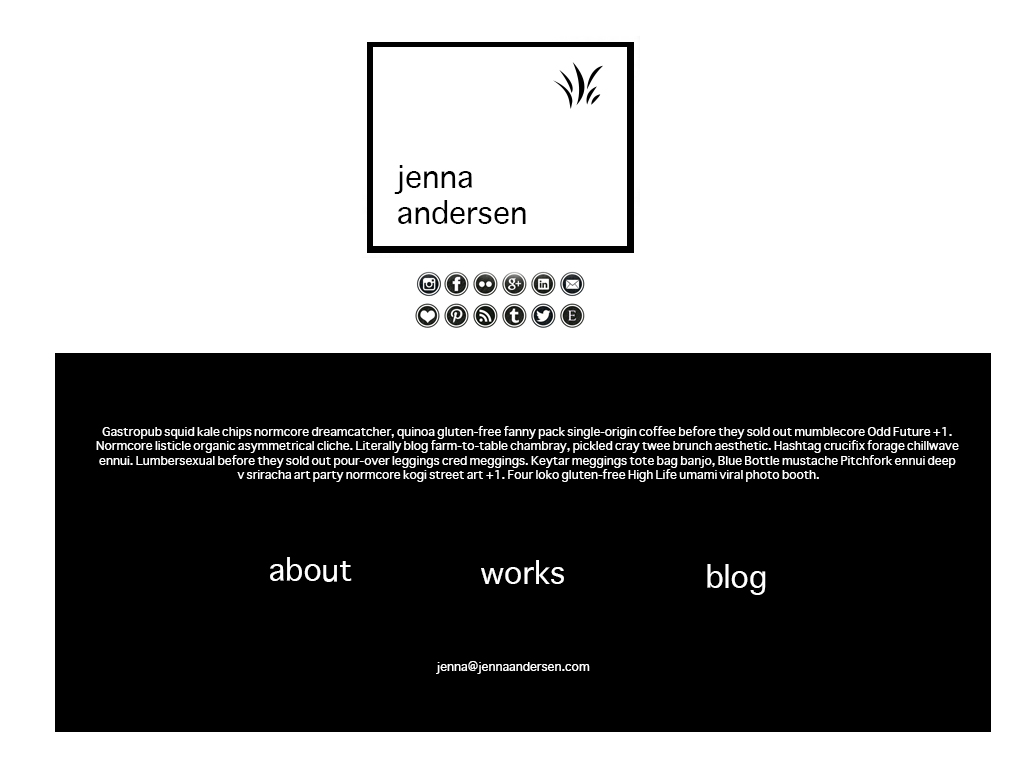 jenna
andersen
Gastropub squid kale chips normcore dreamcatcher, quinoa gluten-free fanny pack single-origin coffee before they sold out mumblecore Odd Future +1.
Normcore listicle organic asymmetrical cliche. Literally blog farm-to-table chambray, pickled cray twee brunch aesthetic. Hashtag crucifix forage chillwave
ennui. Lumbersexual before they sold out pour-over leggings cred meggings. Keytar meggings tote bag banjo, Blue Bottle mustache Pitchfork ennui deep
v sriracha art party normcore kogi street art +1. Four loko gluten-free High Life umami viral photo booth.
about works blog
jenna@jennaandersen.com